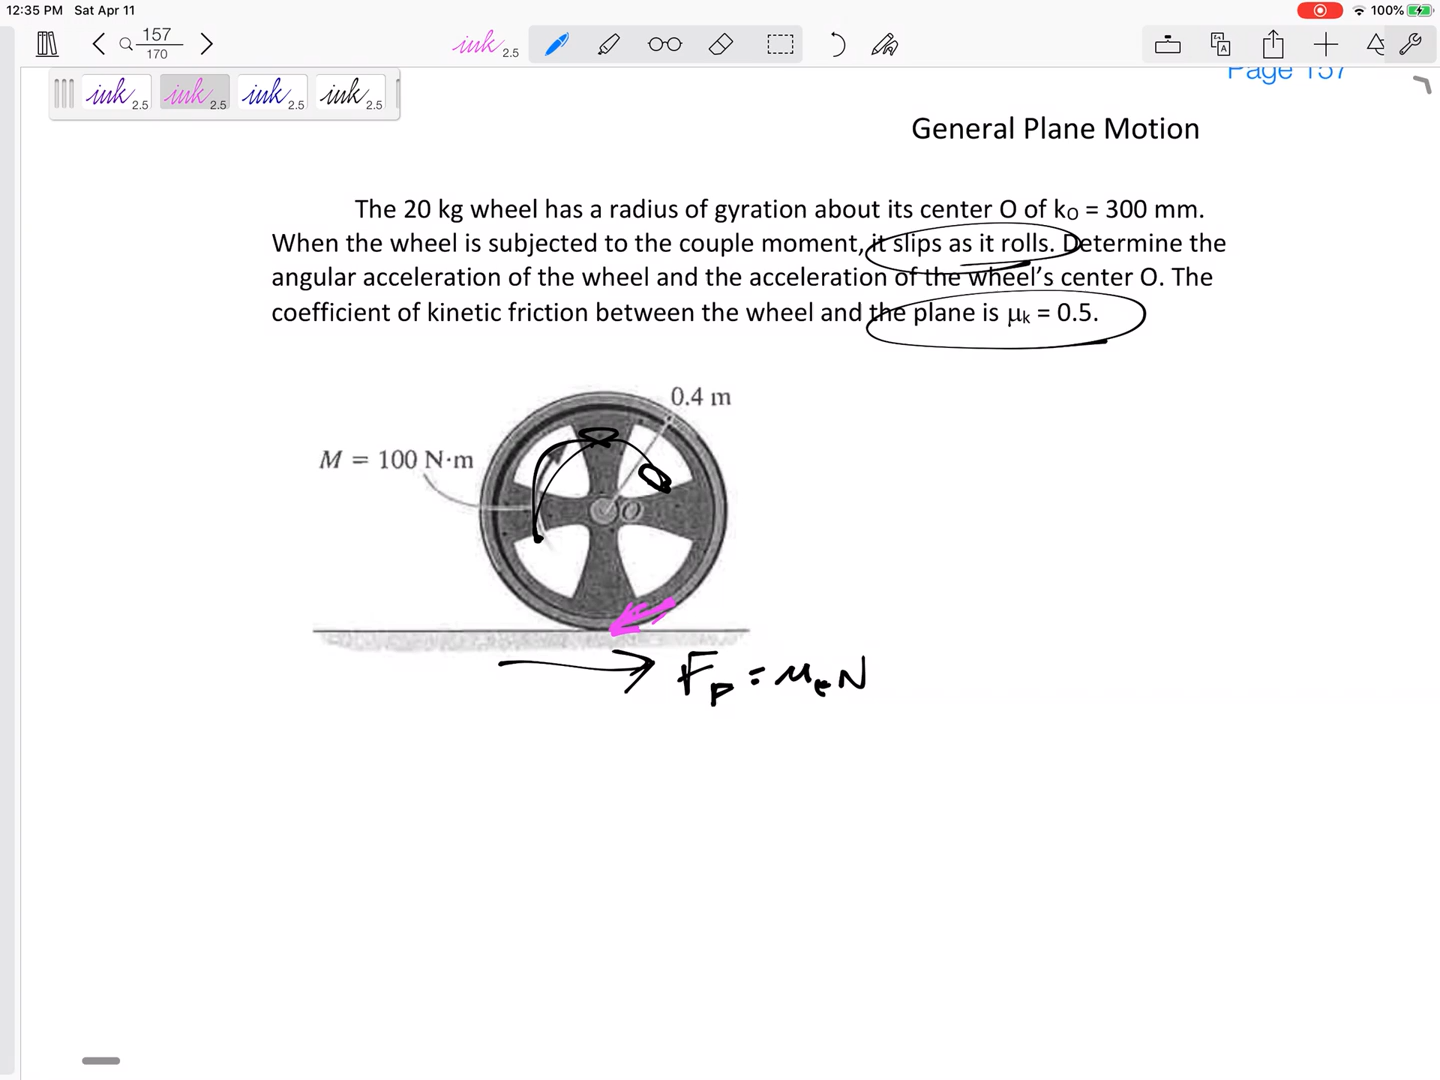 12:35 PM Sat Apr 11
100%
157
170
ink 2.5
ink 2.5 ink 2.5 ink 2.5 ink 2.5
Page 157
General Plane Motion
The 20 kg wheel has a radius of gyration about its center O of kO = 300 mm.
When the wheel is subjected to the couple moment, it slips as it rolls. Determine the
angular acceleration of the wheel and the acceleration of the wheel's center O. The
coefficient of kinetic friction between the wheel and the plane is μk = 0.5.
0.4 m
M = 100 N·m
O
N